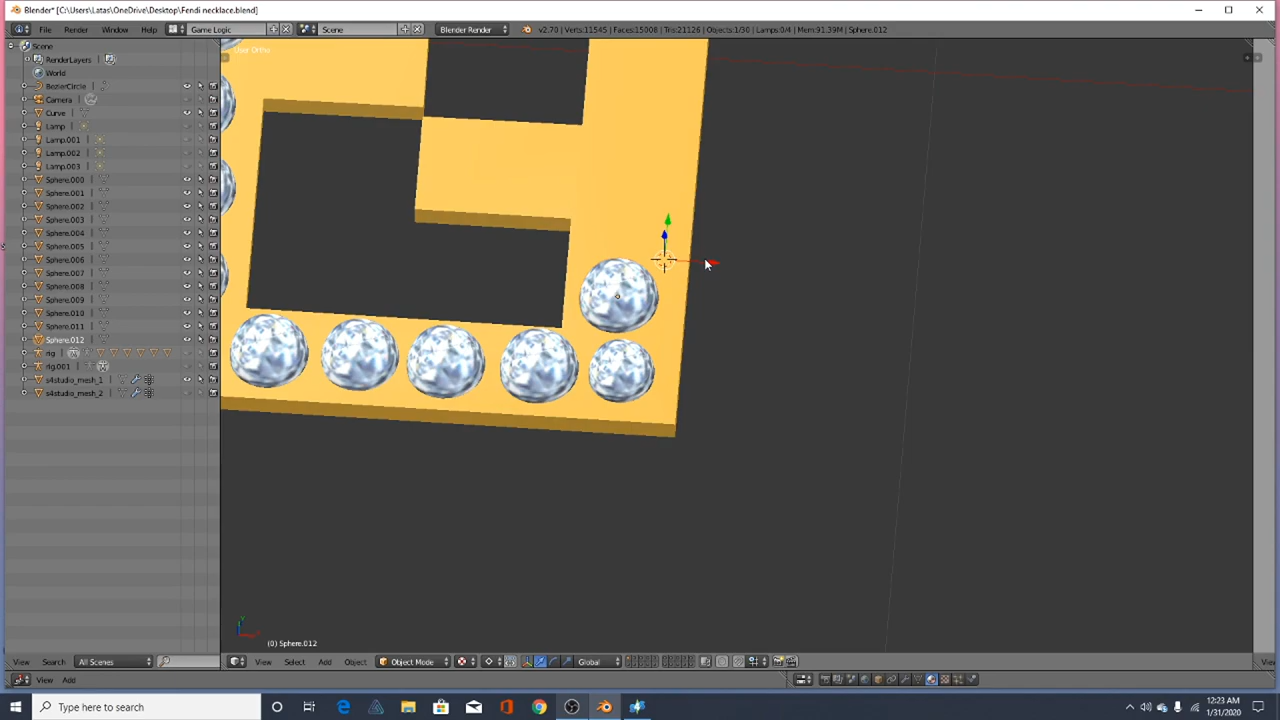 Blender* [C:\Users\Latas\OneDrive\Desktop\Fendi necklace.blend]
File Render Window Help Game Logic Scene Blender Render v2.70 | Verts:11545 | Faces:15008 | Tris:21126 | Objects:1/30 | Lamps:0/4 | Mem:91.39M | Sphere.012
Scene
User Ortho
RenderLayers
World
BezierCircle
Camera
Curve
Lamp
Lamp.001
Lamp.002
Lamp.003
Sphere.000
Sphere.001
Sphere.002
Sphere.003
Sphere.004
Sphere.005
Sphere.006
Sphere.007
Sphere.008
Sphere.009
Sphere.010
Sphere.011
Sphere.012
rig
rig.001
s4studio_mesh_1
s4studio_mesh_2
(0) Sphere.012
View Search All Scenes View Select Add Object Object Mode Global
View Add
Type here to search
12:23 AM
1/31/2020